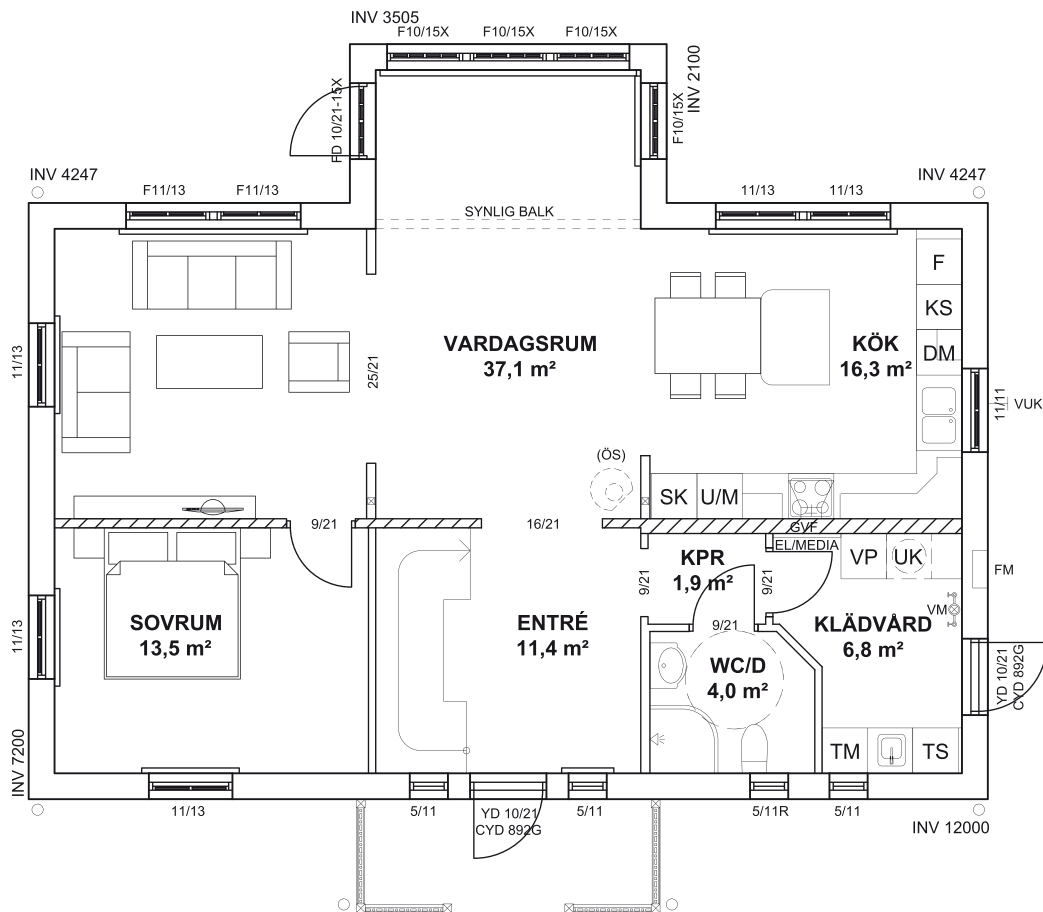 INV 3505
F10/15X F10/15X F10/15X
INV 2100
FD 10/21-15X
F10/15X
INV 4247
INV 4247
F11/13 F11/13
11/13 11/13
SYNLIG BALK
F
KS
DM
11/13
25/21
VARDAGSRUM
37,1 m²
KÖK
16,3 m²
11/11
VUK
(ÖS)
SK U/M
9/21
16/21
GVF
EL/MEDIA
VP UK
KPR
1,9 m²
9/21
9/21
FM
VM
11/13
SOVRUM
13,5 m²
ENTRÉ
11,4 m²
9/21
KLÄDVÅRD
6,8 m²
WC/D
4,0 m²
YD 10/21
CYD 892G
INV 7200
TM TS
11/13
5/11
YD 10/21
CYD 892G
5/11
5/11R
5/11
INV 12000